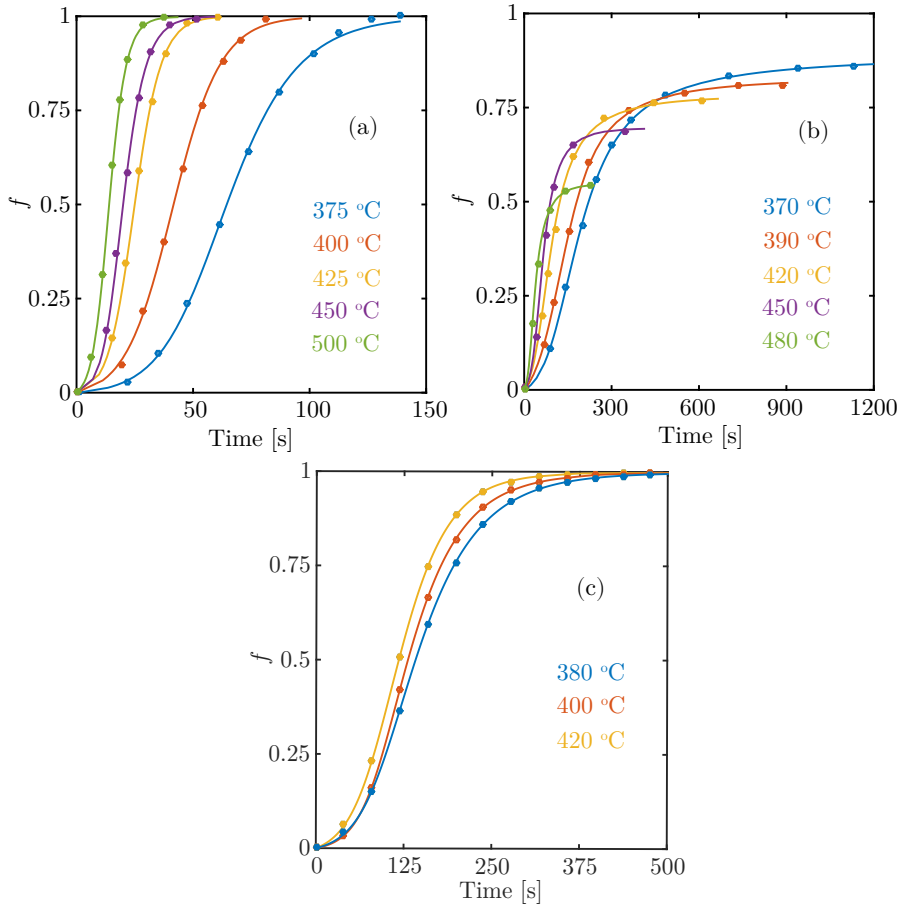 1
0.75
0.5
0.25
0
f
(a)
375 °C
400 °C
425 °C
450 °C
500 °C
0
50
100
150
Time [s]
1
0.75
0.5
0.25
0
f
(b)
370 °C
390 °C
420 °C
450 °C
480 °C
0
300
600
900
1200
Time [s]
1
0.75
0.5
0.25
0
f
(c)
380 °C
400 °C
420 °C
0
125
250
375
500
Time [s]